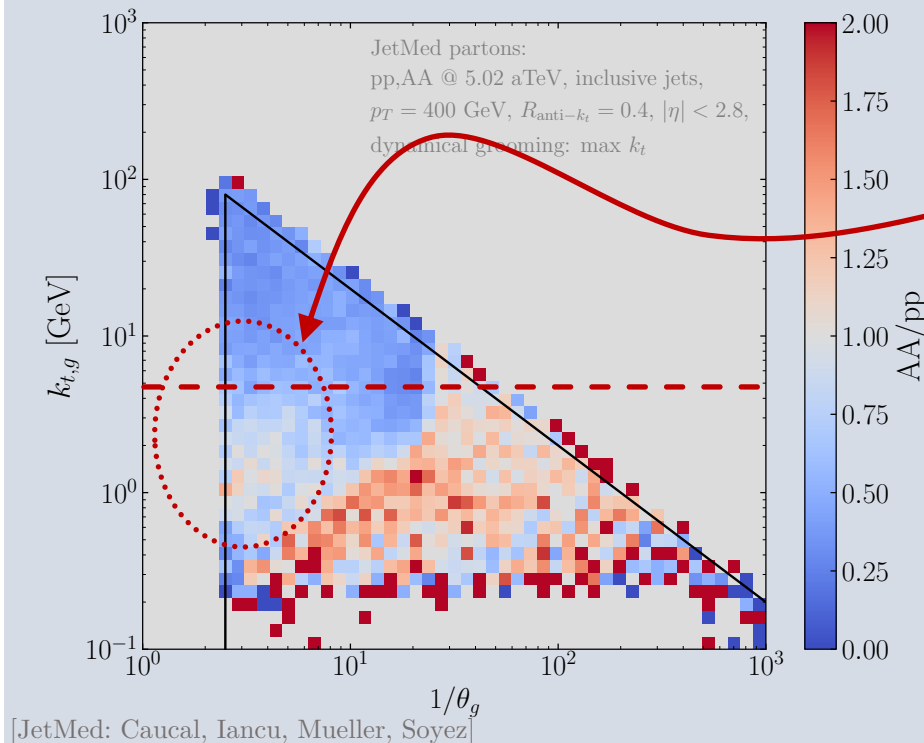 JetMed partons:
pp,AA @ 5.02 aTeV, inclusive jets,
p_T = 400 GeV, R_{anti−k_t} = 0.4, |η| < 2.8,
dynamical grooming: max k_t
10^3
10^2
10^1
10^0
10^{−1}
k_{t,g} [GeV]
10^0
10^1
10^2
10^3
1/θ_g
2.00
1.75
1.50
1.25
1.00
0.75
0.50
0.25
0.00
AA/pp
[JetMed: Caucal, Iancu, Mueller, Soyez]